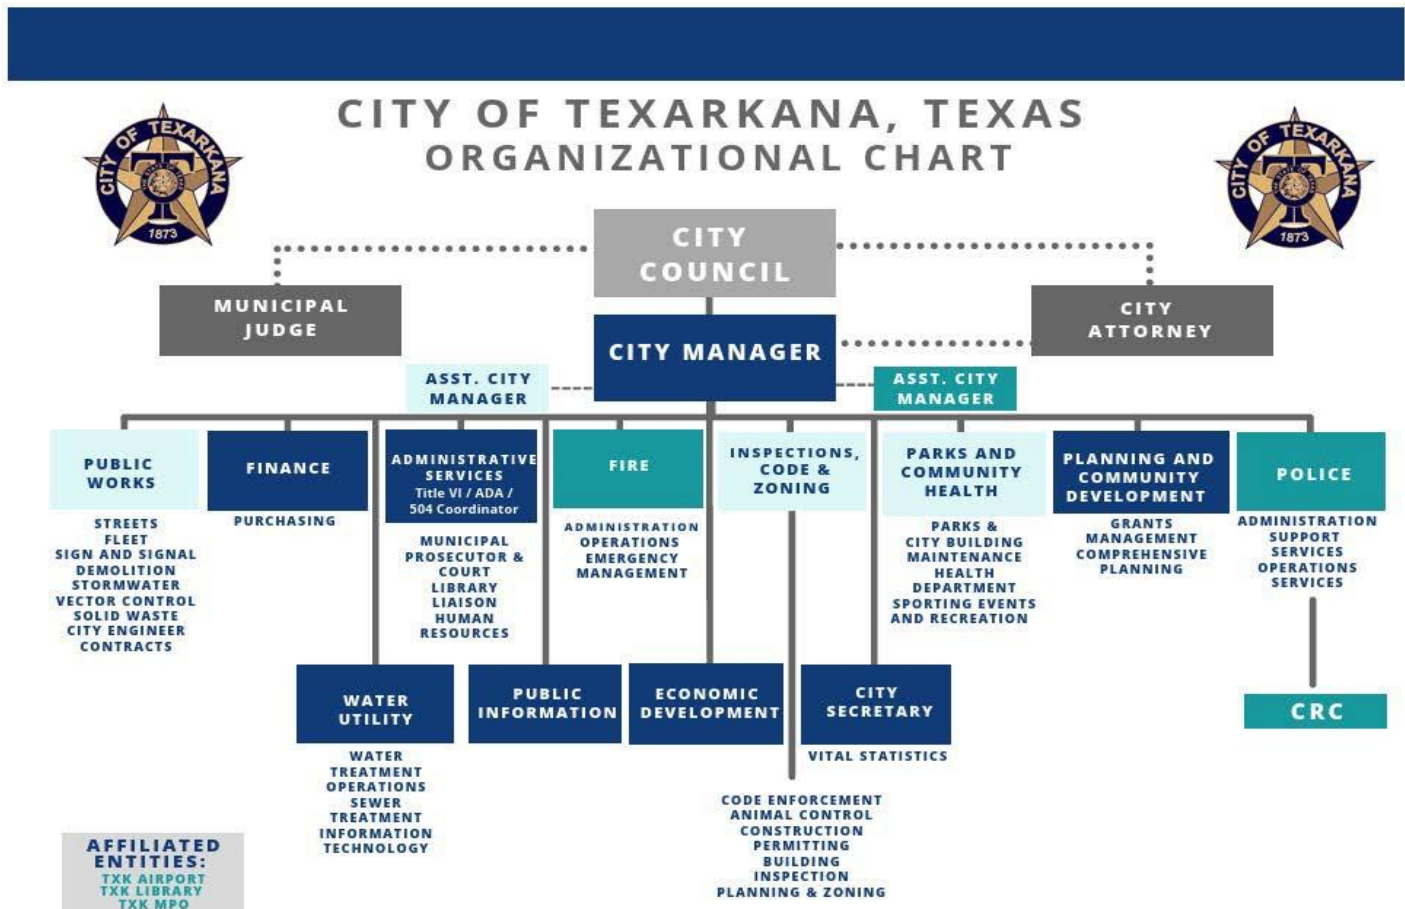 CITY OF TEXARKANA, TEXAS
ORGANIZATIONAL CHART
CITY OF TEXARKANA
1873
CITY OF TEXARKANA
1873
CITY
COUNCIL
MUNICIPAL
JUDGE
CITY
ATTORNEY
CITY MANAGER
ASST. CITY
MANAGER
ASST. CITY
MANAGER
PUBLIC
WORKS
STREETS
FLEET
SIGN AND SIGNAL
DEMOLITION
STORMWATER
VECTOR CONTROL
SOLID WASTE
CITY ENGINEER
CONTRACTS
FINANCE
PURCHASING
ADMINISTRATIVE
SERVICES
Title VI / ADA /
504 Coordinator
MUNICIPAL
PROSECUTOR &
COURT
LIBRARY
LIAISON
HUMAN
RESOURCES
FIRE
ADMINISTRATION
OPERATIONS
EMERGENCY
MANAGEMENT
INSPECTIONS,
CODE &
ZONING
PARKS AND
COMMUNITY
HEALTH
PARKS &
CITY BUILDING
MAINTENANCE
HEALTH
DEPARTMENT
SPORTING EVENTS
AND RECREATION
PLANNING AND
COMMUNITY
DEVELOPMENT
GRANTS
MANAGEMENT
COMPREHENSIVE
PLANNING
POLICE
ADMINISTRATION
SUPPORT
SERVICES
OPERATIONS
SERVICES
WATER
UTILITY
WATER
TREATMENT
OPERATIONS
SEWER
TREATMENT
INFORMATION
TECHNOLOGY
PUBLIC
INFORMATION
ECONOMIC
DEVELOPMENT
CITY
SECRETARY
VITAL STATISTICS
CRC
CODE ENFORCEMENT
ANIMAL CONTROL
CONSTRUCTION
PERMITTING
BUILDING
INSPECTION
PLANNING & ZONING
AFFILIATED
ENTITIES:
TXK AIRPORT
TXK LIBRARY
TXK MPO